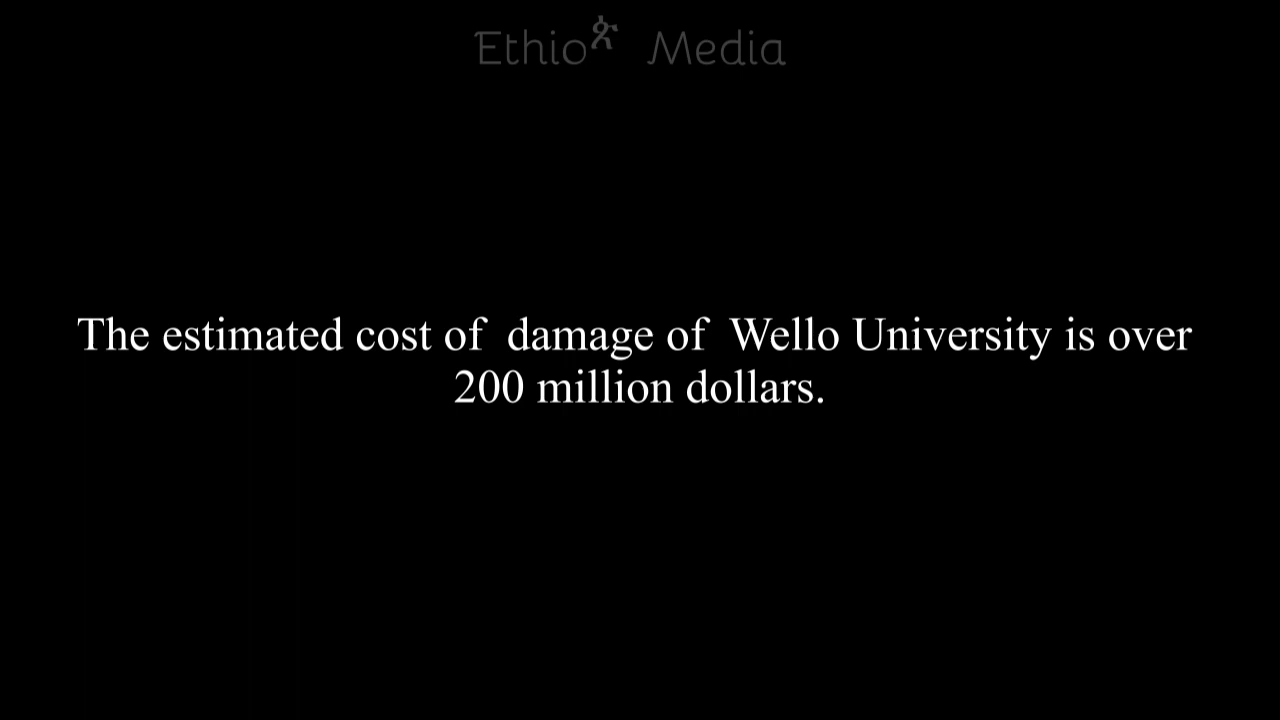 Ethio Media
The estimated cost of damage of Wello University is over
200 million dollars.